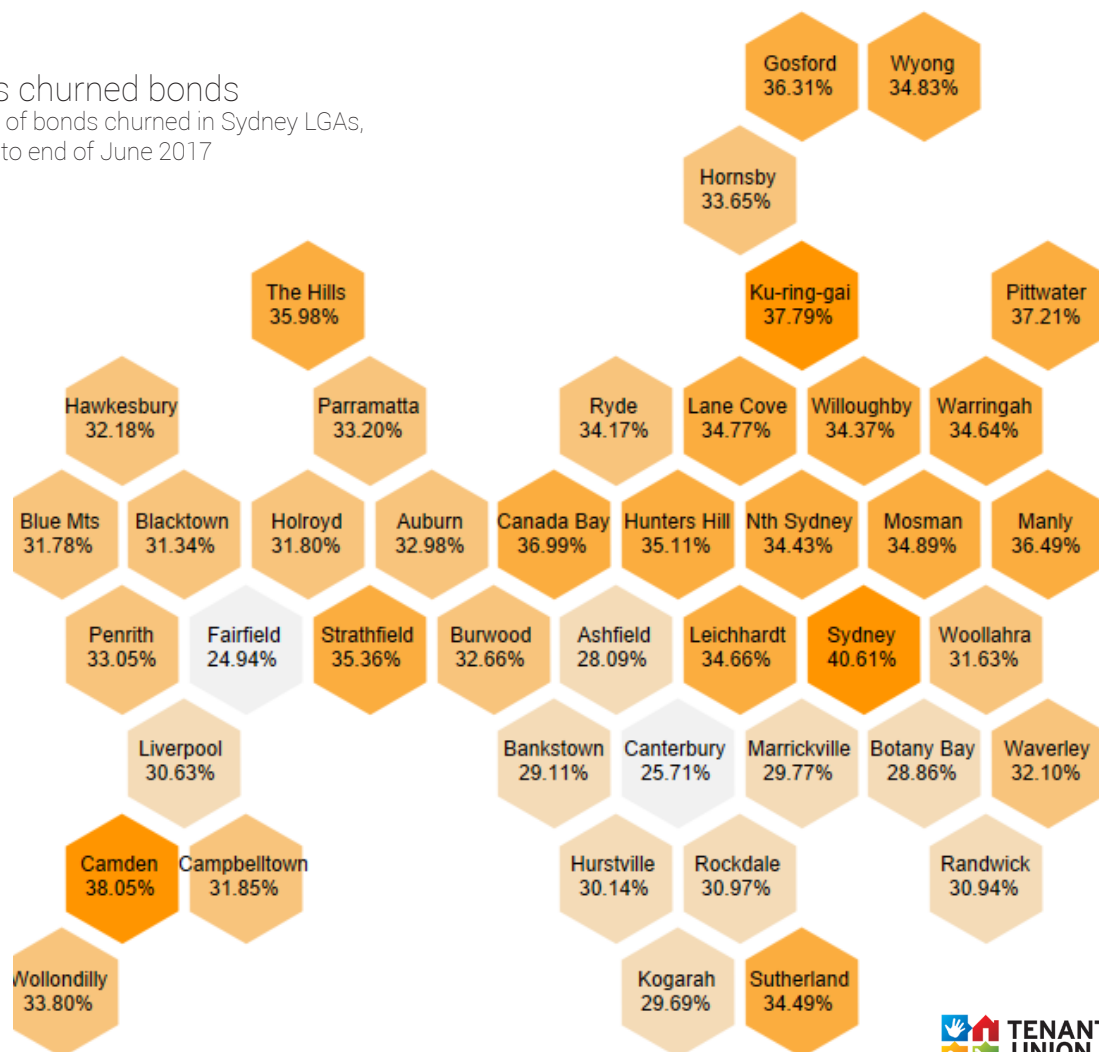 s churned bonds
of bonds churned in Sydney LGAs,
to end of June 2017
Gosford
36.31%
Wyong
34.83%
Hornsby
33.65%
The Hills
35.98%
Ku-ring-gai
37.79%
Pittwater
37.21%
Hawkesbury
32.18%
Parramatta
33.20%
Ryde
34.17%
Lane Cove
34.77%
Willoughby
34.37%
Warringah
34.64%
Blue Mts
31.78%
Blacktown
31.34%
Holroyd
31.80%
Auburn
32.98%
Canada Bay
36.99%
Hunters Hill
35.11%
Nth Sydney
34.43%
Mosman
34.89%
Manly
36.49%
Penrith
33.05%
Fairfield
24.94%
Strathfield
35.36%
Burwood
32.66%
Ashfield
28.09%
Leichhardt
34.66%
Sydney
40.61%
Woollahra
31.63%
Liverpool
30.63%
Bankstown
29.11%
Canterbury
25.71%
Marrickville
29.77%
Botany Bay
28.86%
Waverley
32.10%
Camden
38.05%
Campbelltown
31.85%
Hurstville
30.14%
Rockdale
30.97%
Randwick
30.94%
Wollondilly
33.80%
Kogarah
29.69%
Sutherland
34.49%
TENANT
UNION